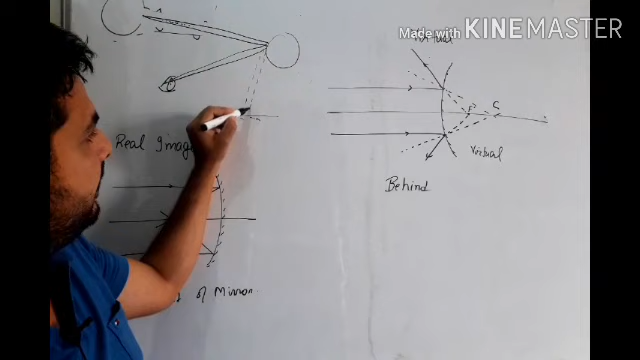 Made with KINEMASTER
Virtual
F
C
Real Image
Virtual
Behind
of Mirror